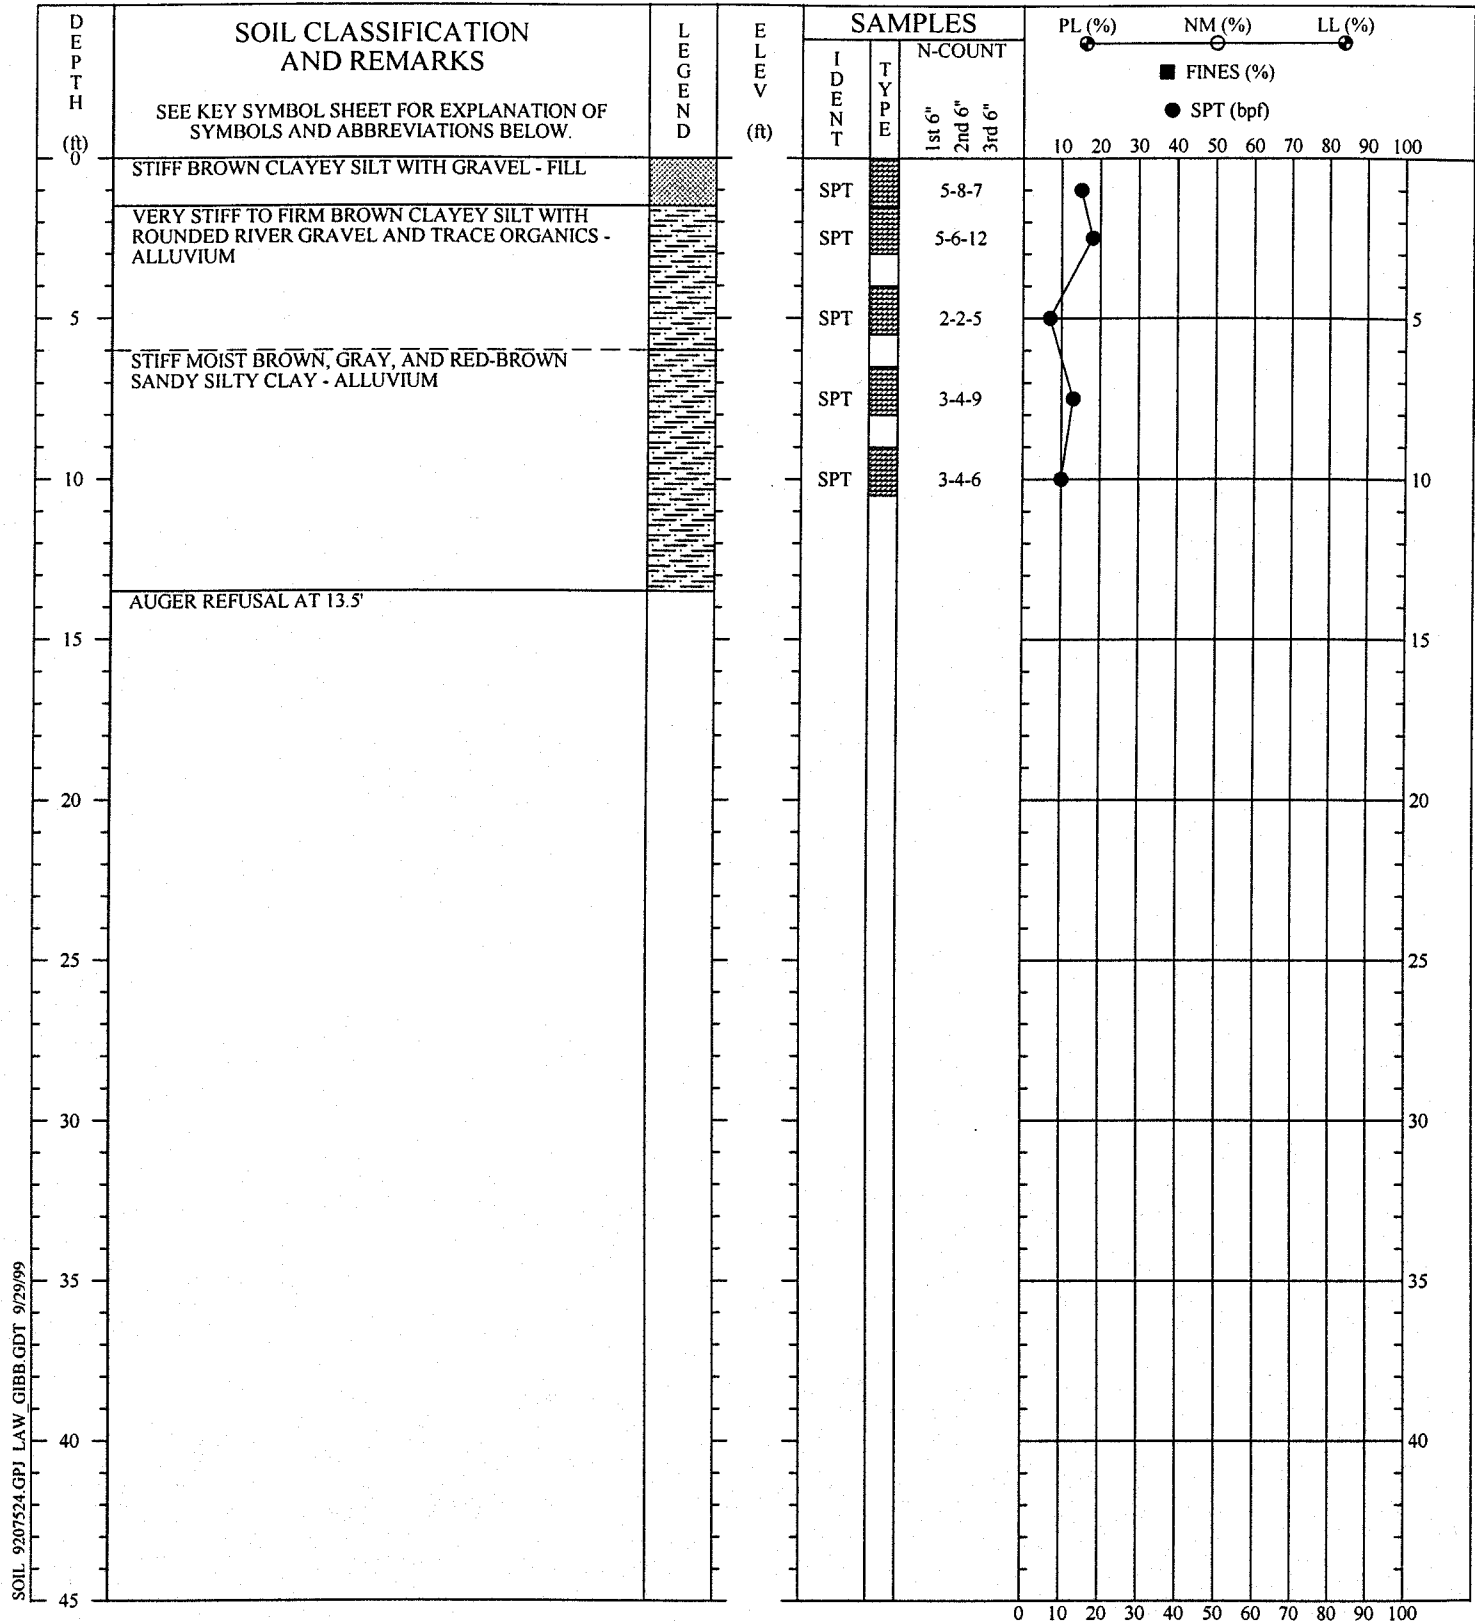 DEPTH (ft)
SOIL CLASSIFICATION
AND REMARKS
SEE KEY SYMBOL SHEET FOR EXPLANATION OF
SYMBOLS AND ABBREVIATIONS BELOW.
LEGEND
ELEV (ft)
SAMPLES
IDENT
TYPE
N-COUNT
1st 6"
2nd 6"
3rd 6"
PL (%) NM (%) LL (%)
FINES (%)
SPT (bpf)
10 20 30 40 50 60 70 80 90 100
0
STIFF BROWN CLAYEY SILT WITH GRAVEL - FILL
SPT 5-8-7
VERY STIFF TO FIRM BROWN CLAYEY SILT WITH
ROUNDED RIVER GRAVEL AND TRACE ORGANICS -
ALLUVIUM
SPT 5-6-12
5 SPT 2-2-5 5
STIFF MOIST BROWN, GRAY, AND RED-BROWN
SANDY SILTY CLAY - ALLUVIUM
SPT 3-4-9
10 SPT 3-4-6 10
AUGER REFUSAL AT 13.5'
15 15
20 20
25 25
30 30
35 35
40 40
45
0 10 20 30 40 50 60 70 80 90 100
SOIL 9207524.GPJ LAW_GIBB.GDT 9/29/99